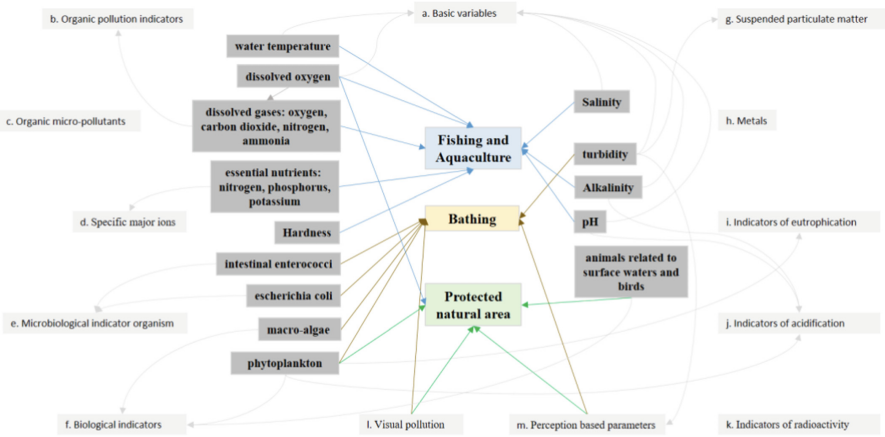 b. Organic pollution indicators
a. Basic variables
g. Suspended particulate matter
water temperature
dissolved oxygen
dissolved gases: oxygen,
carbon dioxide, nitrogen,
ammonia
Salinity
c. Organic micro-pollutants
h. Metals
Fishing and
Aquaculture
turbidity
essential nutrients:
nitrogen, phosphorus,
potassium
Alkalinity
d. Specific major ions
Hardness
Bathing
pH
i. Indicators of eutrophication
intestinal enterococci
animals related to
surface waters and
birds
escherichia coli
Protected
natural area
e. Microbiological indicator organism
macro-algae
j. Indicators of acidification
phytoplankton
f. Biological indicators
l. Visual pollution
m. Perception based parameters
k. Indicators of radioactivity